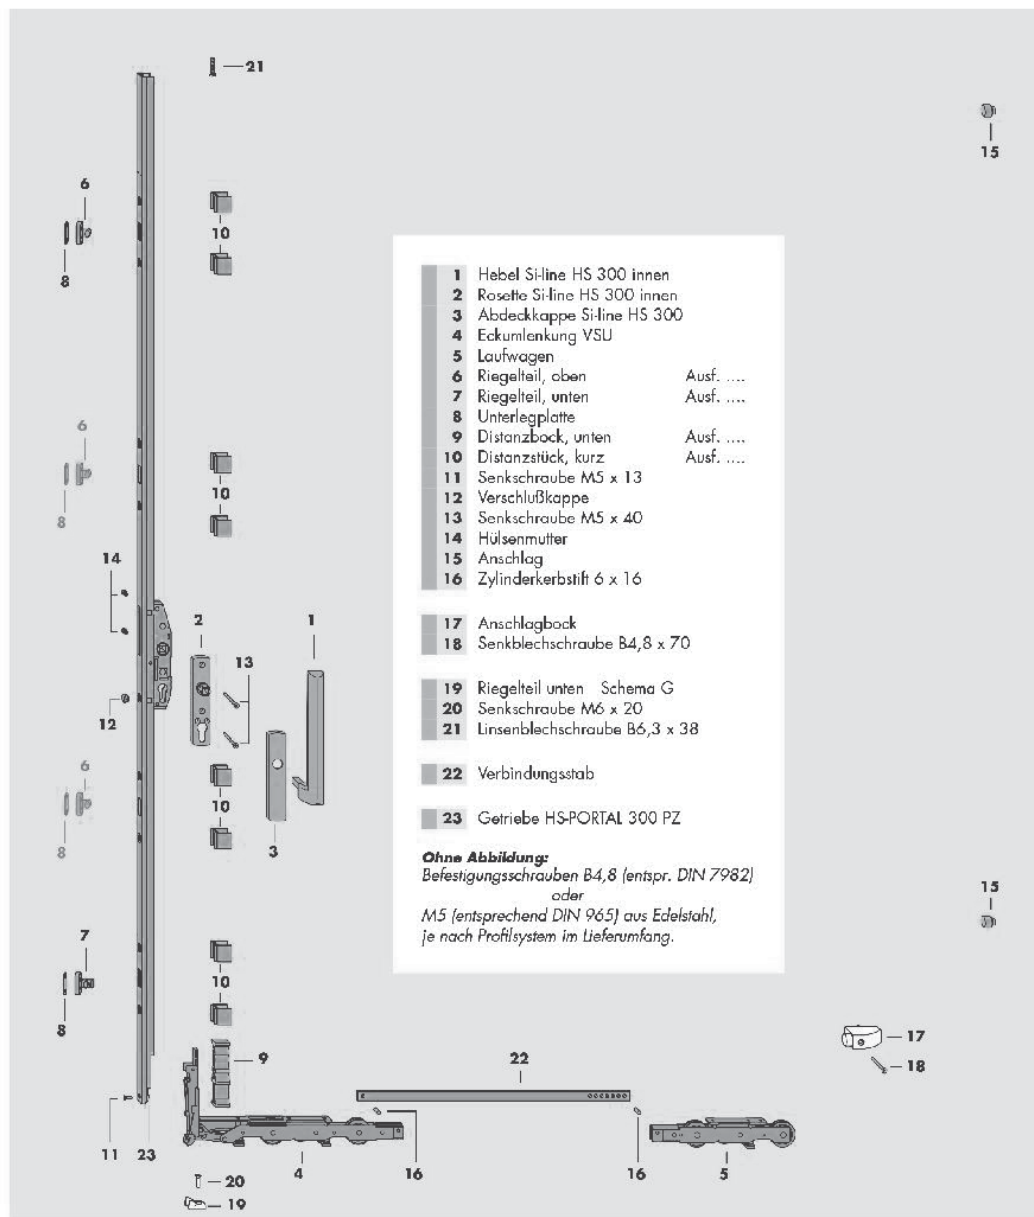 21
15
6
10
8
6
10
8
14
2
1
13
12
6
10
8
3
15
7
10
8
9
22
17
18
11
23
4
16
16
5
20
19
1 Hebel Si-line HS 300 innen
2 Rosette Si-line HS 300 innen
3 Abdeckkappe Si-line HS 300
4 Eckumlenkung VSU
5 Laufwagen
6 Riegelteil, oben Ausf. ....
7 Riegelteil, unten Ausf. ....
8 Unterlegplatte
9 Distanzbock, unten Ausf. ....
10 Distanzstück, kurz Ausf. ....
11 Senkschraube M5 x 13
12 Verschlußkappe
13 Senkschraube M5 x 40
14 Hülsenmutter
15 Anschlag
16 Zylinderkerbstift 6 x 16
17 Anschlagbock
18 Senkblechschraube B4,8 x 70
19 Riegelteil unten Schema G
20 Senkschraube M6 x 20
21 Linsenblechschraube B6,3 x 38
22 Verbindungsstab
23 Getriebe HS-PORTAL 300 PZ
Ohne Abbildung:
Befestigungsschrauben B4,8 (entspr. DIN 7982)
oder
M5 (entsprechend DIN 965) aus Edelstahl,
je nach Profilsystem im Lieferumfang.